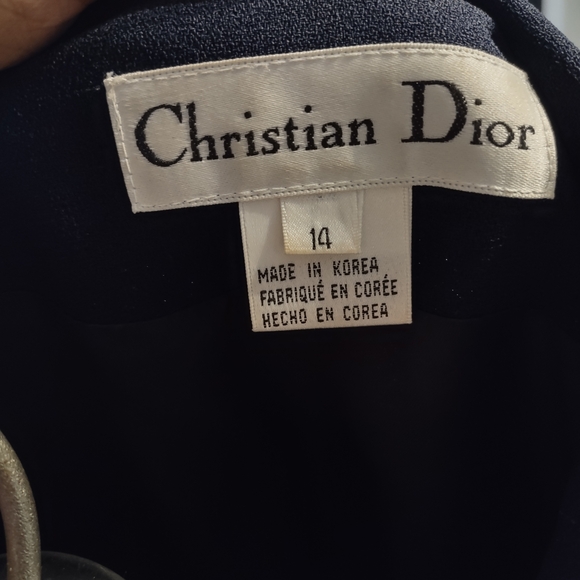 Christian Dior
14
MADE IN KOREA
FABRIQUÉ EN CORÉE
HECHO EN COREA